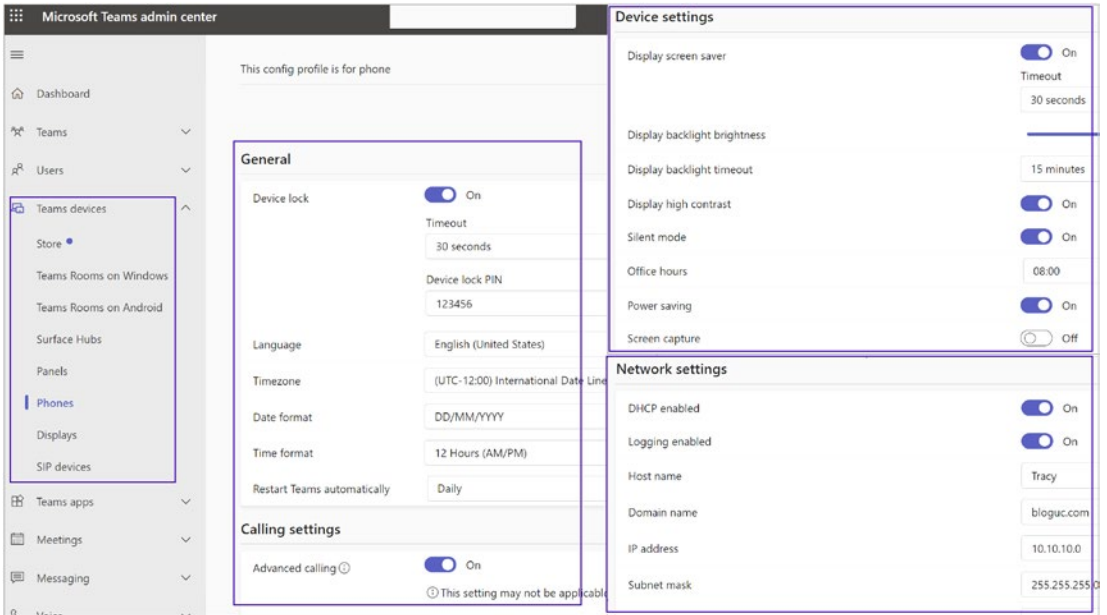 Microsoft Teams admin center
Dashboard
Teams
Users
Teams devices
Store
Teams Rooms on Windows
Teams Rooms on Android
Surface Hubs
Panels
Phones
Displays
SIP devices
Teams apps
Meetings
Messaging
This config profile is for phone
General
Device lock
On
Timeout
30 seconds
Device lock PIN
123456
Language
English (United States)
Timezone
(UTC-12:00) International Date Line
Date format
DD/MM/YYYY
Time format
12 Hours (AM/PM)
Restart Teams automatically
Daily
Calling settings
Advanced calling
On
This setting may not be applicable
Device settings
Display screen saver
On
Timeout
30 seconds
Display backlight brightness
Display backlight timeout
15 minutes
Display high contrast
On
Silent mode
On
Office hours
08:00
Power saving
On
Screen capture
Off
Network settings
DHCP enabled
On
Logging enabled
On
Host name
Tracy
Domain name
bloguc.com
IP address
10.10.10.0
Subnet mask
255.255.255.0